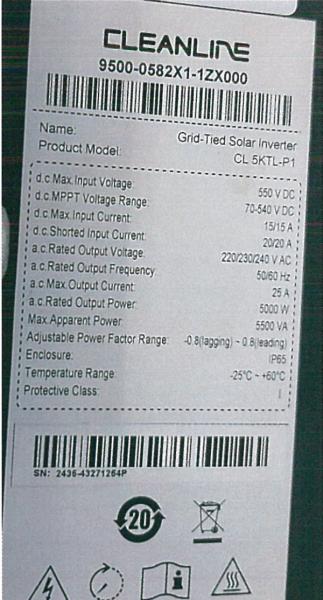 CLEANLINE
9500-0582X1-1ZX000
Name: Grid-Tied Solar Inverter
Product Model: CL 5KTL-P1
d.c.Max.Input Voltage: 550 V DC
d.c.MPPT Voltage Range: 70-540 V DC
d.c.Max.Input Current: 15/15 A
d.c.Shorted Input Current: 20/20 A
a.c.Rated Output Voltage: 220/230/240 V AC
a.c.Rated Output Frequency: 50/60 Hz
a.c.Max.Output Current: 25 A
a.c.Rated Output Power: 5000 W
Max.Apparent Power: 5500 VA
Adjustable Power Factor Range: -0.8(lagging) ~ 0.8(leading)
Enclosure: IP65
Temperature Range: -25°C ~ +60°C
Protective Class: I
SN: 2436-43271264P
20